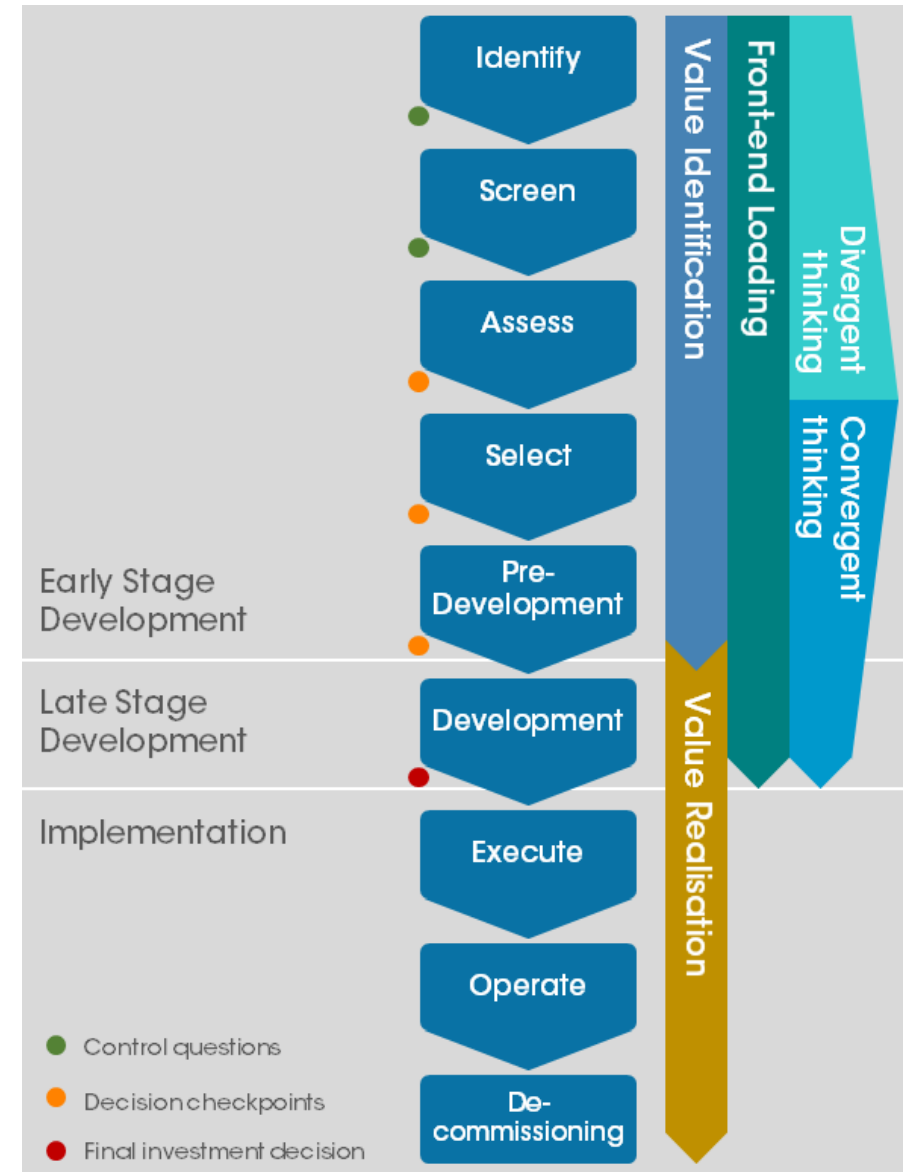 Identify
Screen
Assess
Select
Pre-
Development
Development
Execute
Operate
De-
commissioning
Early Stage
Development
Late Stage
Development
Implementation
Control questions
Decision checkpoints
Final investment decision
Value Identification
Value Realisation
Front-end Loading
Divergent
thinking
Convergent
thinking